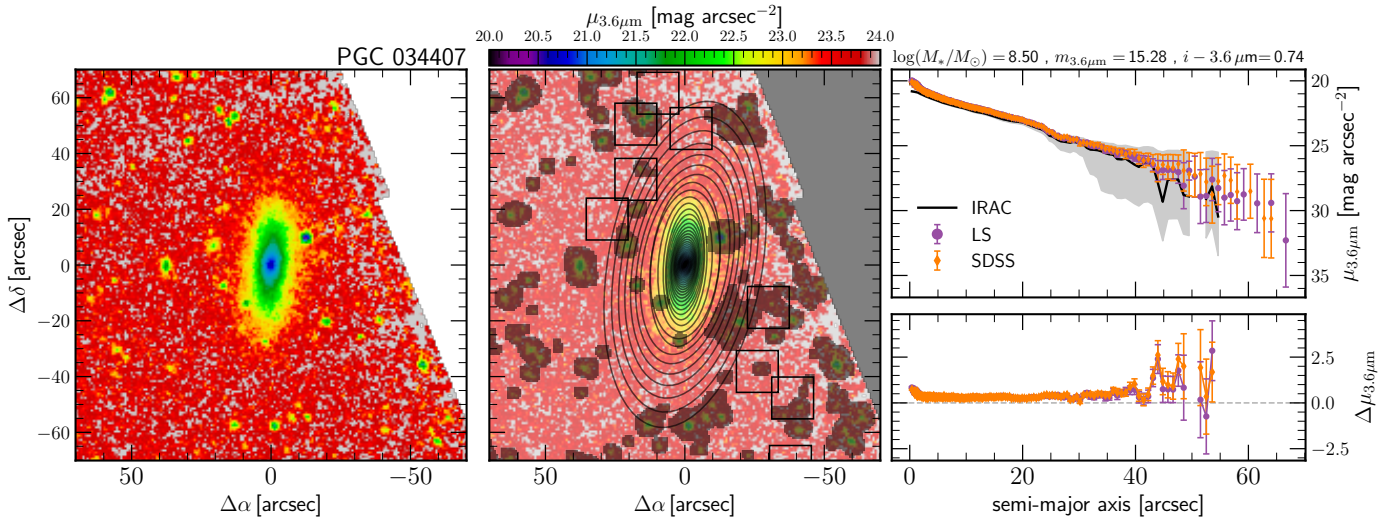 PGC 034407
μ3.6μm [mag arcsec−2]
20.0 20.5 21.0 21.5 22.0 22.5 23.0 23.5 24.0
log(M*/M⊙) = 8.50 , m3.6μm = 15.28 , i − 3.6 μm= 0.74
60
40
20
0
−20
−40
−60
Δδ [arcsec]
50 0 −50
Δα [arcsec]
50 0 −50
Δα [arcsec]
20
25
30
35
μ3.6μm [mag arcsec−2]
IRAC
LS
SDSS
2.5
0.0
−2.5
Δμ3.6μm
0 20 40 60
semi-major axis [arcsec]